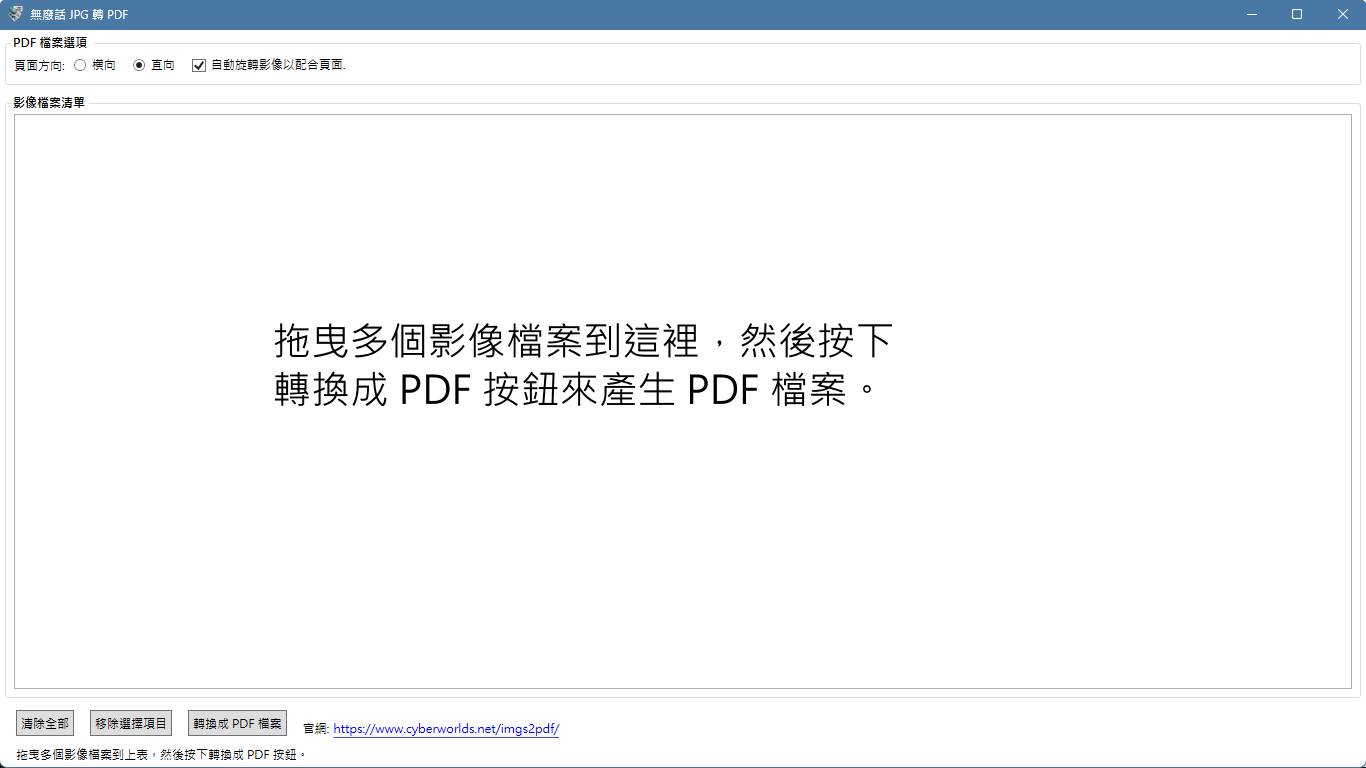 無廢話 JPG 轉 PDF
PDF 檔案選項
頁面方向: 橫向 直向 自動旋轉影像以配合頁面.
影像檔案清單
拖曳多個影像檔案到這裡，然後按下
轉換成 PDF 按鈕來產生 PDF 檔案。
清除全部 移除選擇項目 轉換成 PDF 檔案 官網: https://www.cyberworlds.net/imgs2pdf/
拖曳多個影像檔案到上表，然後按下轉換成 PDF 按鈕。